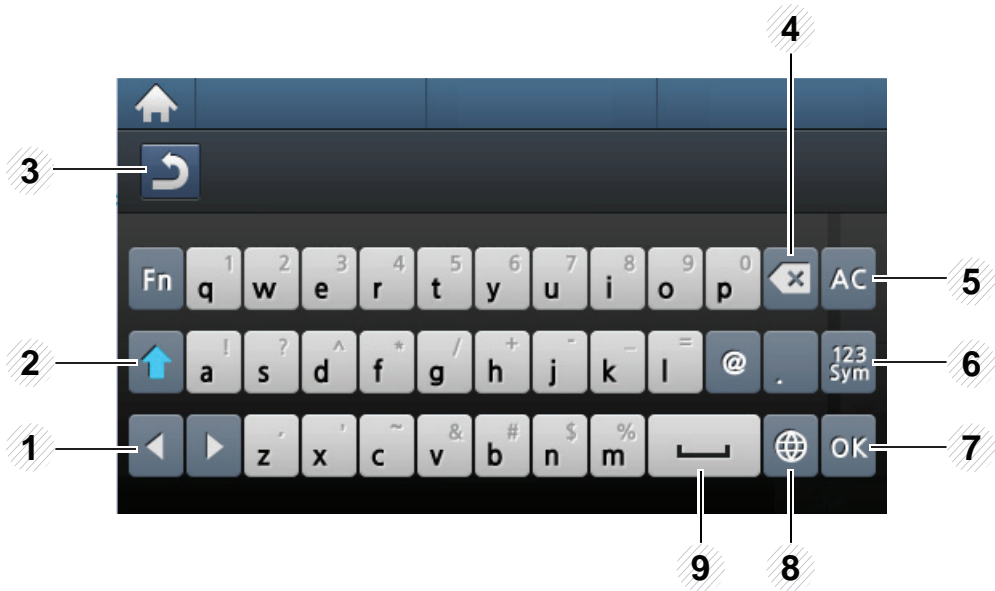 4
3
1 2 3 4 5 6 7 8 9 0
Fn q w e r t y u i o p AC
5
! ? ^ * / + - _ =
2
a s d f g h j k l @ .
123
Sym
6
, ' ~ & # $ %
1
z x c v b n m OK
7
9 8